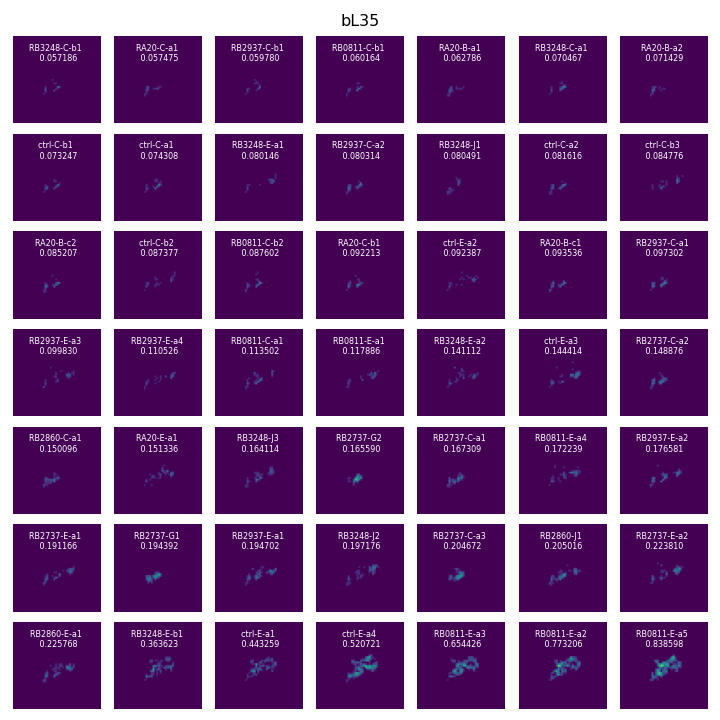 bL35
RB3248-C-b1
0.057186
RA20-C-a1
0.057475
RB2937-C-b1
0.059780
RB0811-C-b1
0.060164
RA20-B-a1
0.062786
RB3248-C-a1
0.070467
RA20-B-a2
0.071429
ctrl-C-b1
0.073247
ctrl-C-a1
0.074308
RB3248-E-a1
0.080146
RB2937-C-a2
0.080314
RB3248-J1
0.080491
ctrl-C-a2
0.081616
ctrl-C-b3
0.084776
RA20-B-c2
0.085207
ctrl-C-b2
0.087377
RB0811-C-b2
0.087602
RA20-C-b1
0.092213
ctrl-E-a2
0.092387
RA20-B-c1
0.093536
RB2937-C-a1
0.097302
RB2937-E-a3
0.099830
RB2937-E-a4
0.110526
RB0811-C-a1
0.113502
RB0811-E-a1
0.117886
RB3248-E-a2
0.141112
ctrl-E-a3
0.144414
RB2737-C-a2
0.148876
RB2860-C-a1
0.150096
RA20-E-a1
0.151336
RB3248-J3
0.164114
RB2737-G2
0.165590
RB2737-C-a1
0.167309
RB0811-E-a4
0.172239
RB2937-E-a2
0.176581
RB2737-E-a1
0.191166
RB2737-G1
0.194392
RB2937-E-a1
0.194702
RB3248-J2
0.197176
RB2737-C-a3
0.204672
RB2860-J1
0.205016
RB2737-E-a2
0.223810
RB2860-E-a1
0.225768
RB3248-E-b1
0.363623
ctrl-E-a1
0.443259
ctrl-E-a4
0.520721
RB0811-E-a3
0.654426
RB0811-E-a2
0.773206
RB0811-E-a5
0.838598